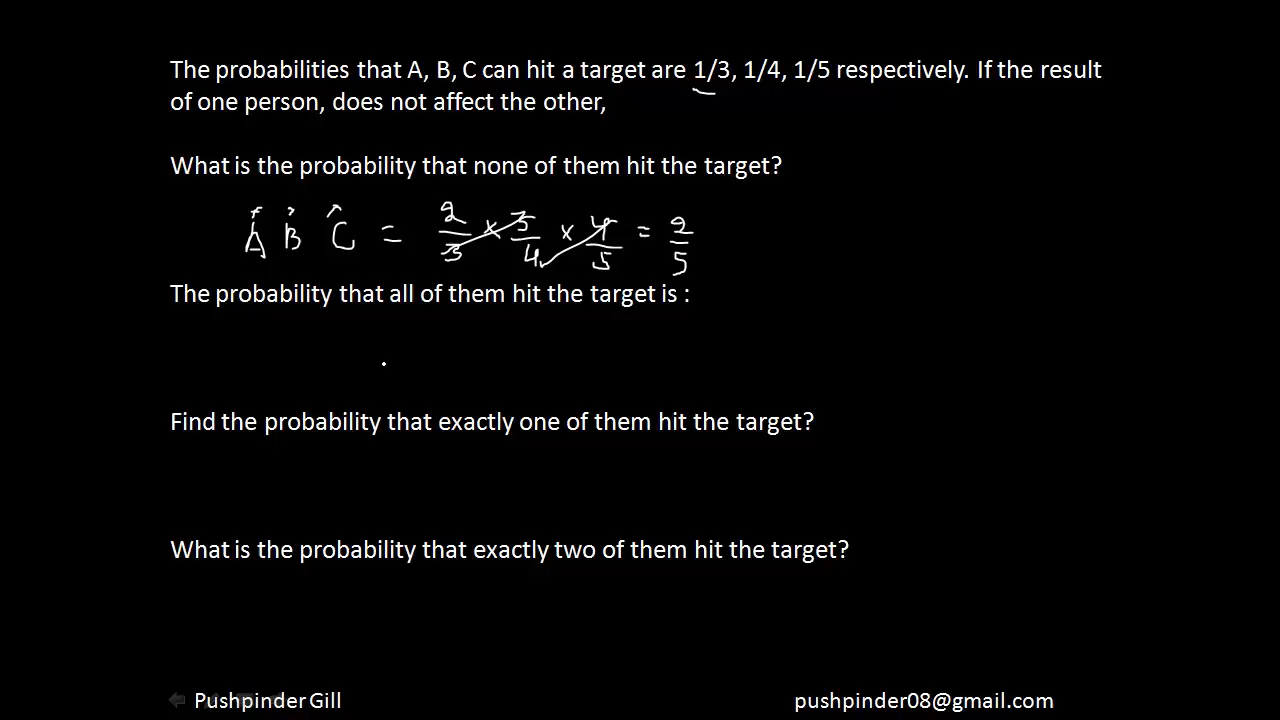 The probabilities that A, B, C can hit a target are 1/3, 1/4, 1/5 respectively. If the result
of one person, does not affect the other,
What is the probability that none of them hit the target?
A B C = 2/3 × 3/4 × 4/5 = 2/5
The probability that all of them hit the target is :
Find the probability that exactly one of them hit the target?
What is the probability that exactly two of them hit the target?
Pushpinder Gill pushpinder08@gmail.com